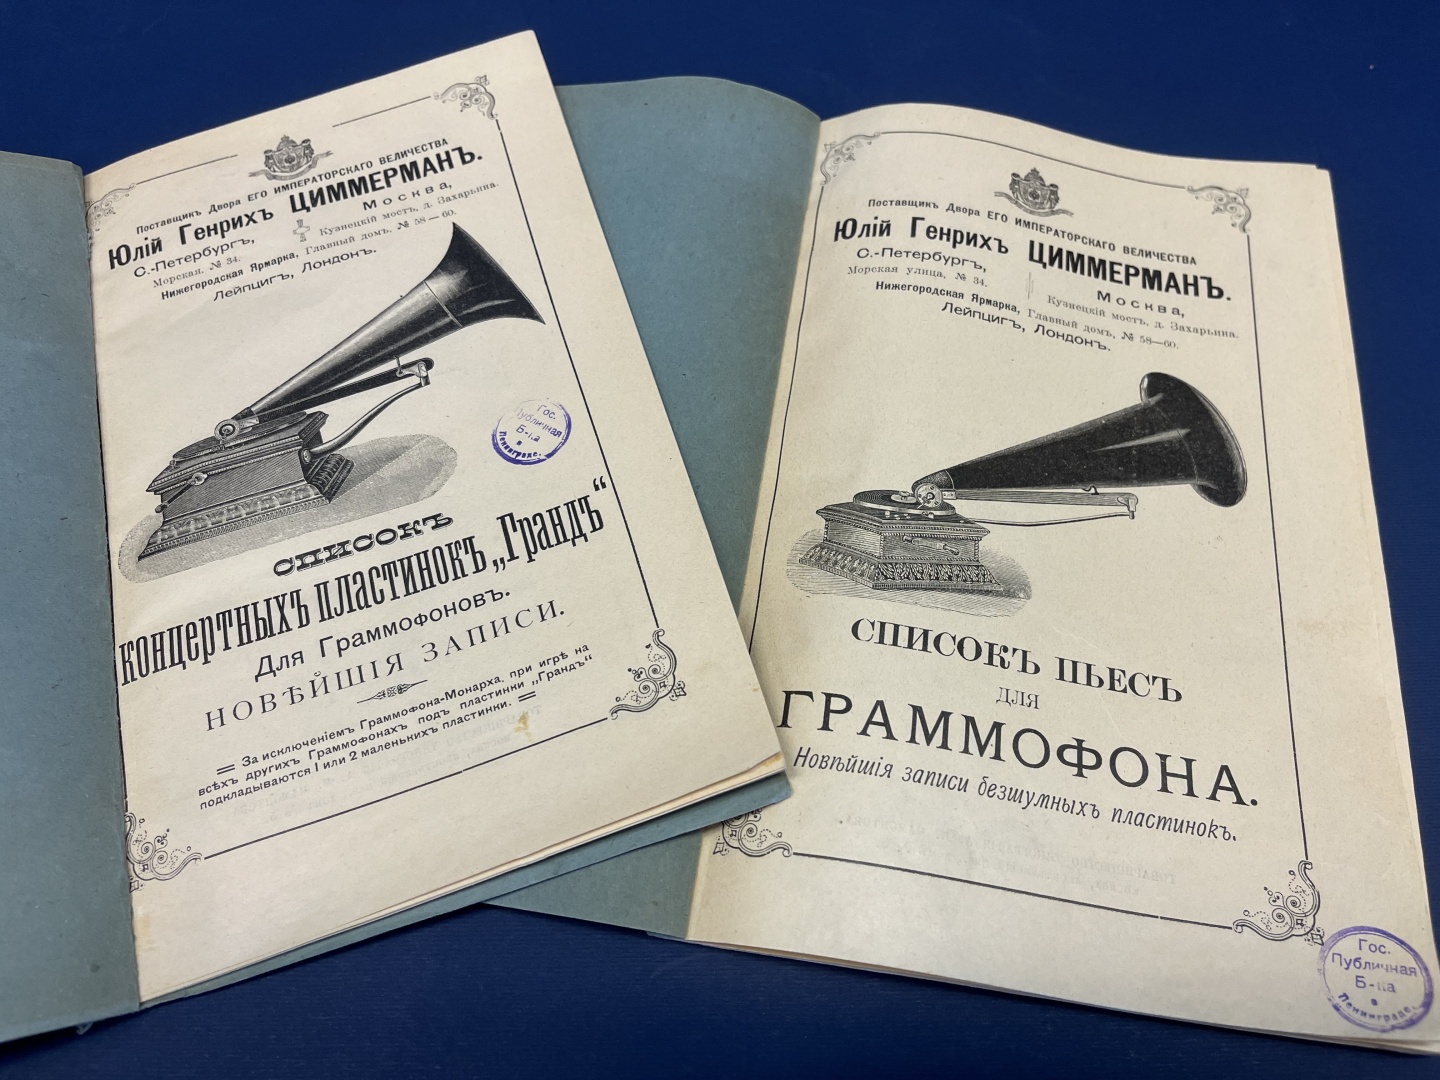 Поставщикъ Двора ЕГО ИМПЕРАТОРСКАГО ВЕЛИЧЕСТВА
Юлій Генрихъ ЦИММЕРМАНЪ.
С.-Петербургъ,
Морская, № 34.
Москва,
Кузнецкій мостъ, д. Захарьина.
Нижегородская Ярмарка, Главный домъ, № 58—60.
Лейпцигъ, Лондонъ.
Гос.
Публичная
Б-ка
в
Ленинграде.
СПИСОКЪ
КОНЦЕРТНЫХЪ ПЛАСТИНОКЪ „Грандъ“
Для Граммофоновъ.
НОВѢЙШІЯ ЗАПИСИ.
За исключеніемъ Граммофона-Монарха, при игрѣ на
всѣхъ другихъ Граммофонахъ подъ пластинки „Грандъ“
подкладываются 1 или 2 маленькихъ пластинки.
Поставщикъ Двора ЕГО ИМПЕРАТОРСКАГО ВЕЛИЧЕСТВА
Юлій Генрихъ ЦИММЕРМАНЪ.
С.-Петербургъ,
Морская улица, № 34.
Москва,
Кузнецкій мостъ, д. Захарьина.
Нижегородская Ярмарка, Главный домъ, № 58—60.
Лейпцигъ, Лондонъ.
СПИСОКЪ ПЬЕСЪ
ДЛЯ
ГРАММОФОНА.
Новѣйшія записи безшумныхъ пластинокъ.
Гос.
Публичная
Б-ка
в
Ленинграде.